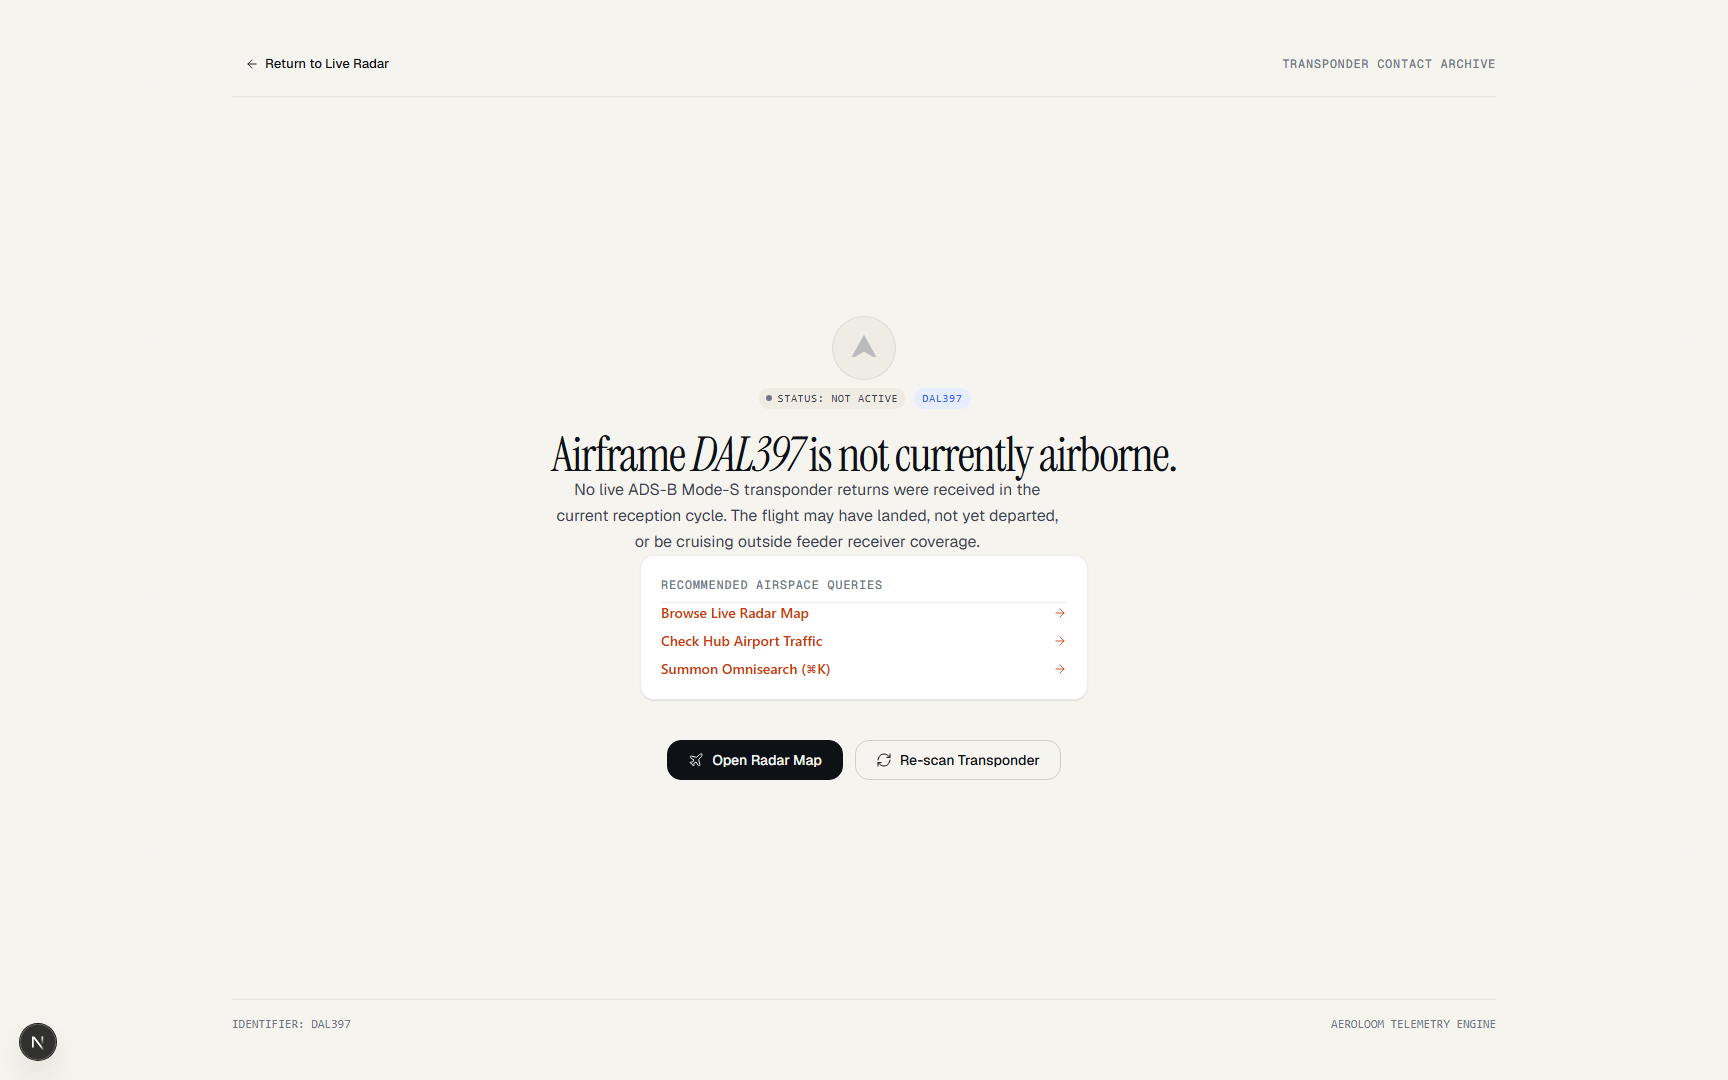 Return to Live Radar
TRANSPONDER CONTACT ARCHIVE
STATUS: NOT ACTIVE
DAL397
Airframe DAL397 is not currently airborne.
No live ADS-B Mode-S transponder returns were received in the
current reception cycle. The flight may have landed, not yet departed,
or be cruising outside feeder receiver coverage.
RECOMMENDED AIRSPACE QUERIES
Browse Live Radar Map
Check Hub Airport Traffic
Summon Omnisearch (⌘K)
Open Radar Map
Re-scan Transponder
IDENTIFIER: DAL397
AEROLOOM TELEMETRY ENGINE
N